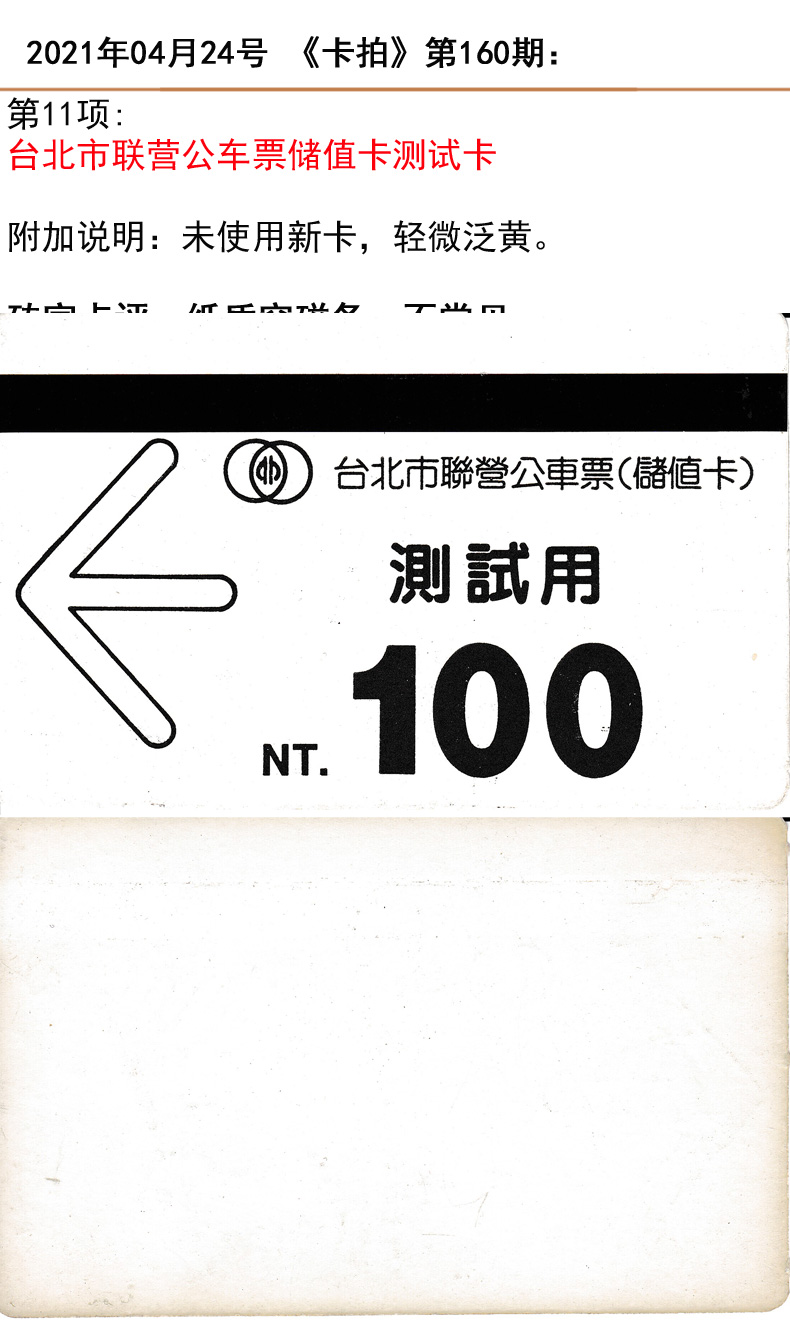 2021年04月24号 《卡拍》第160期：
第11项:
台北市联营公车票储值卡测试卡
附加说明：未使用新卡，轻微泛黄。
台北市聯營公車票(儲值卡)
測試用
NT. 100